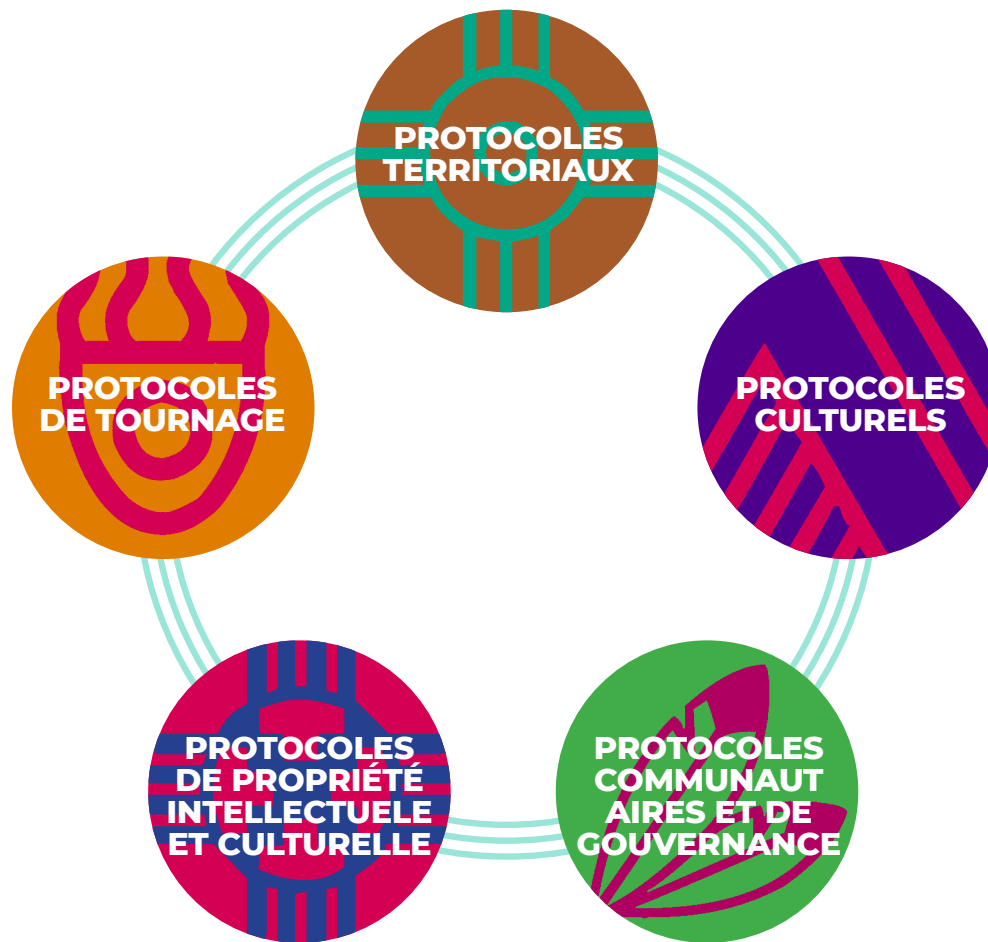 PROTOCOLES
TERRITORIAUX
PROTOCOLES
CULTURELS
PROTOCOLES
COMMUNAUT
AIRES ET DE
GOUVERNANCE
PROTOCOLES
DE PROPRIÉTÉ
INTELLECTUELE
ET CULTURELLE
PROTOCOLES
DE TOURNAGE